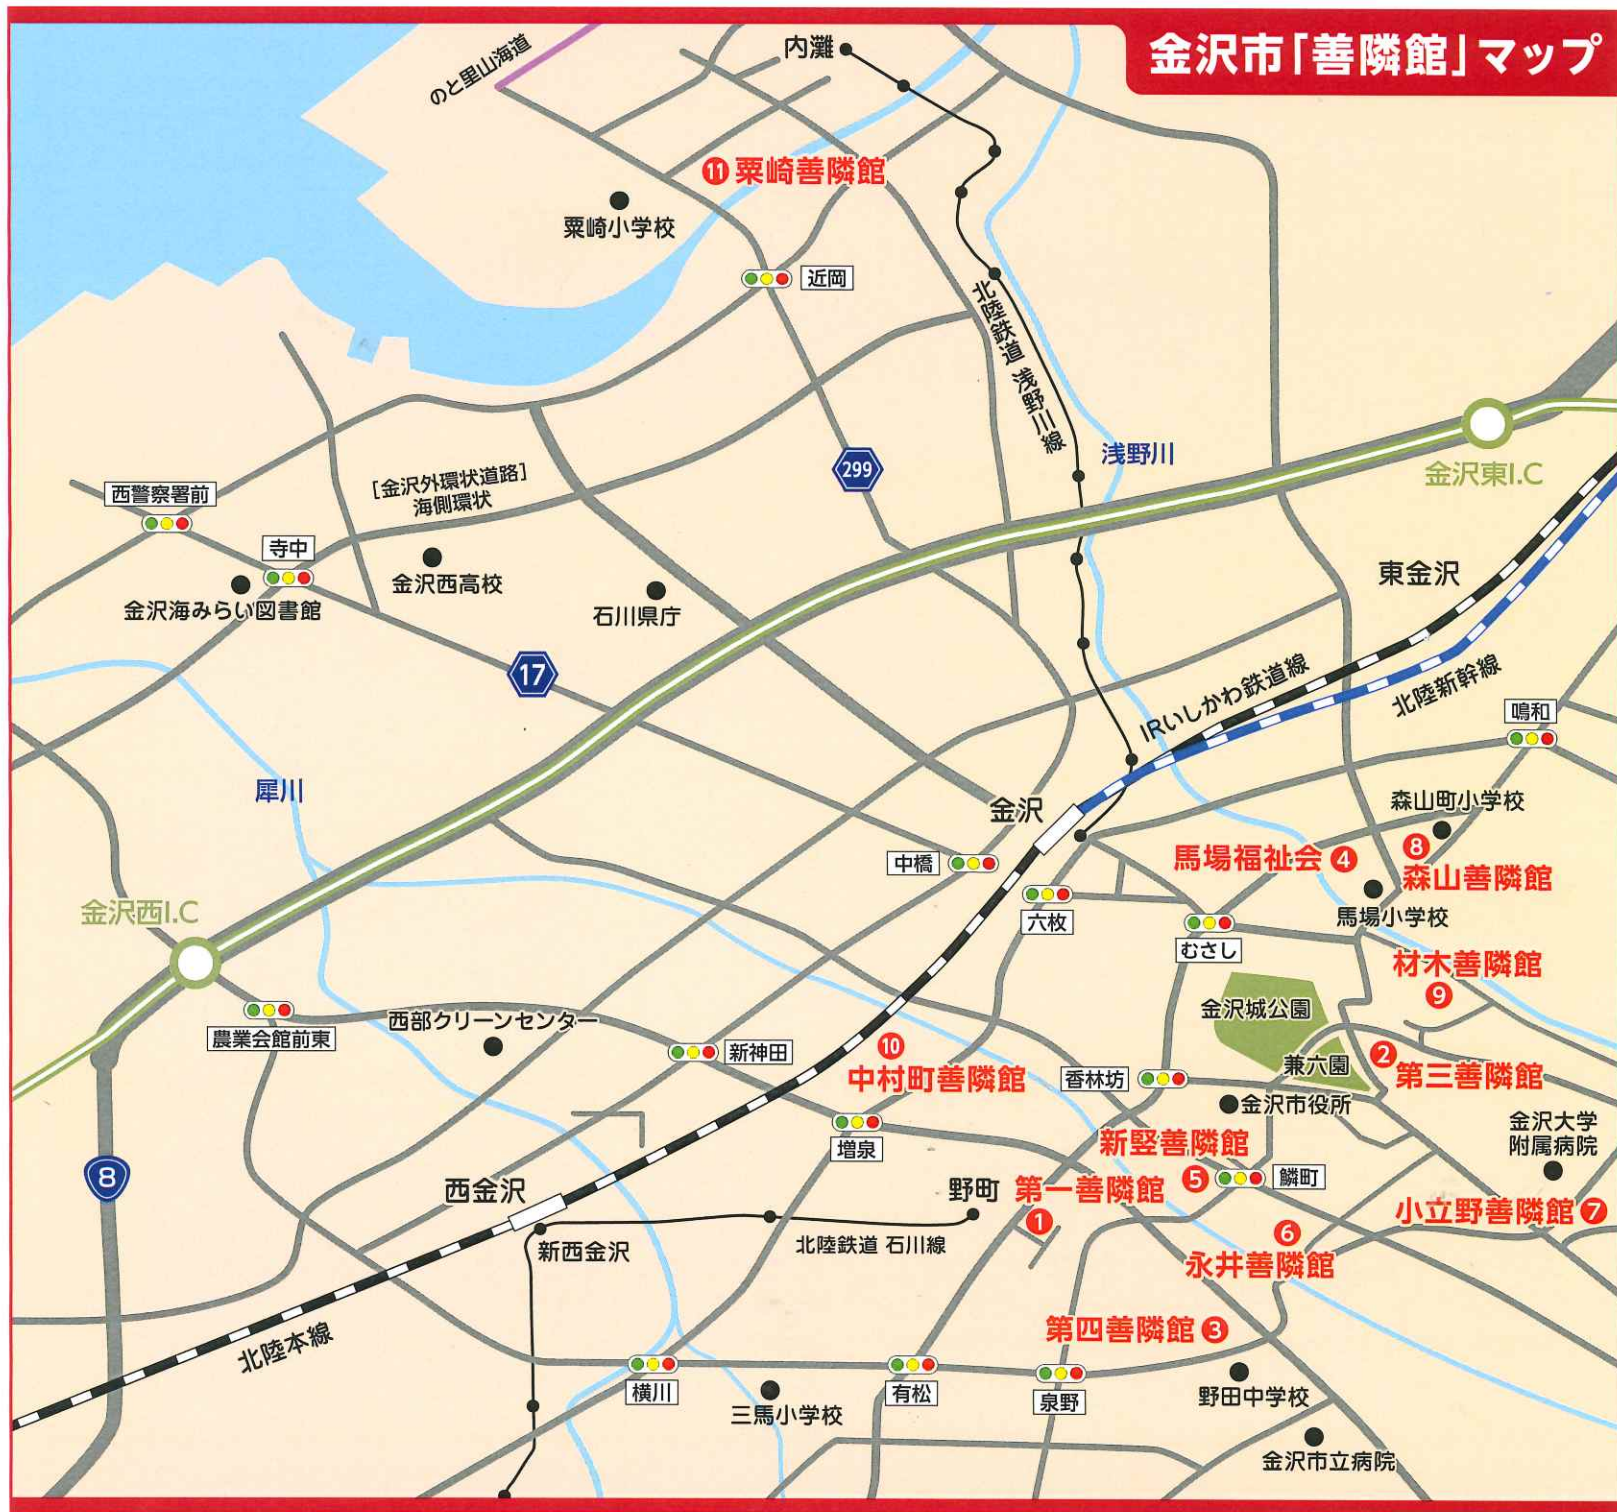 金沢市「善隣館」マップ
内灘
のと里山海道
⓫粟崎善隣館
粟崎小学校
近岡
北陸鉄道 浅野川線
299
浅野川
金沢東I.C
西警察署前
[金沢外環状道路]
海側環状
寺中
金沢西高校
金沢海みらい図書館
石川県庁
東金沢
17
IRいしかわ鉄道線
北陸新幹線
鳴和
犀川
金沢
森山町小学校
中橋
馬場福祉会❹
❽
森山善隣館
六枚
馬場小学校
金沢西I.C
むさし
材木善隣館
❾
金沢城公園
農業会館前東
西部クリーンセンター
新神田
❿
中村町善隣館
香林坊
兼六園
❷
第三善隣館
金沢市役所
金沢大学
附属病院
増泉
新竪善隣館
❺
鱗町
8
西金沢
野町
第一善隣館
❶
小立野善隣館❼
新西金沢
北陸鉄道 石川線
❻
永井善隣館
第四善隣館❸
北陸本線
横川
有松
泉野
三馬小学校
野田中学校
金沢市立病院